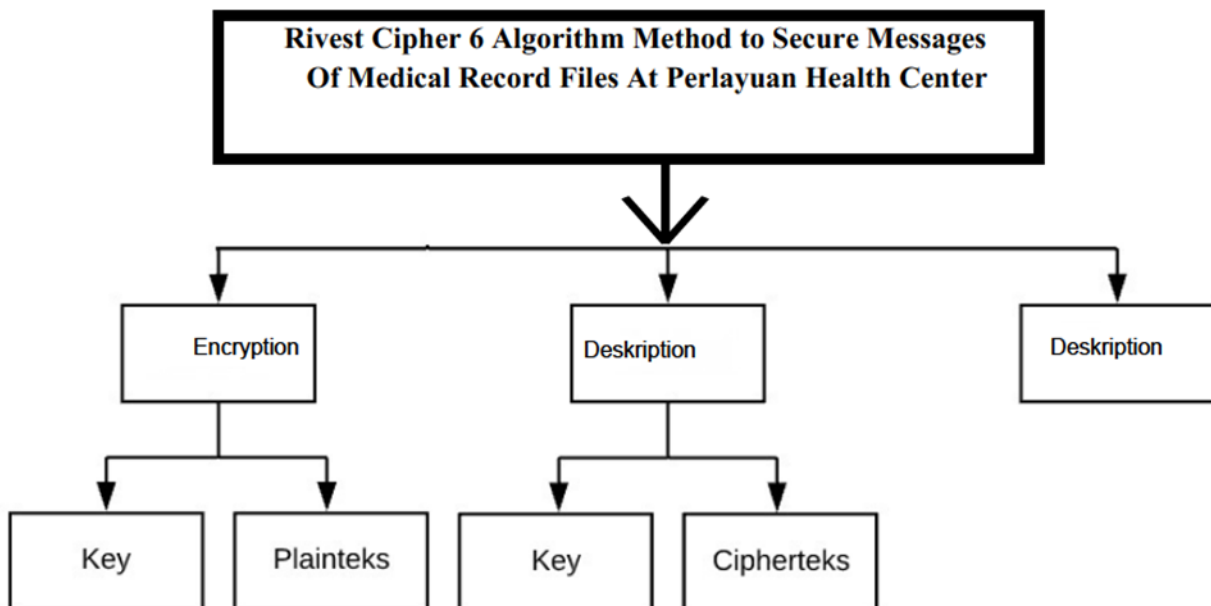 Rivest Cipher 6 Algorithm Method to Secure Messages
Of Medical Record Files At Perlayuan Health Center
Encryption
Deskription
Deskription
Key
Plainteks
Key
Cipherteks